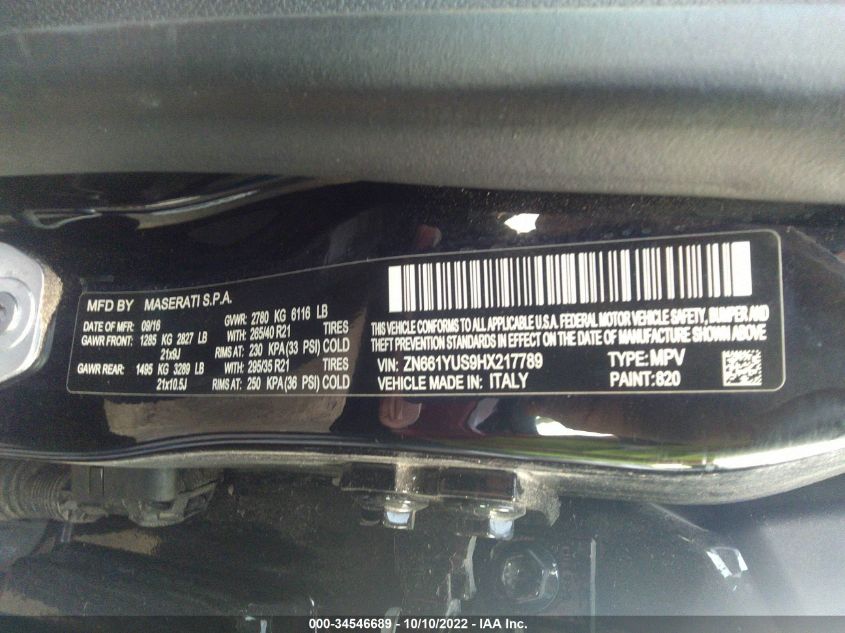 MFD BY MASERATI S.P.A.
DATE OF MFR: 09/16 GVWR: 2780 KG 6116 LB
GAWR FRONT: 1285 KG 2827 LB WITH: 265/40 R21 TIRES
21x9J RIMS AT: 230 KPA (33 PSI) COLD
GAWR REAR: 1495 KG 3289 LB WITH: 295/35 R21 TIRES
21x10.5J RIMS AT: 250 KPA (36 PSI) COLD
THIS VEHICLE CONFORMS TO ALL APPLICABLE U.S.A. FEDERAL MOTOR VEHICLE SAFETY, BUMPER AND
THEFT PREVENTION STANDARDS IN EFFECT ON THE DATE OF MANUFACTURE SHOWN ABOVE.
VIN: ZN661YUS9HX217789 TYPE: MPV
VEHICLE MADE IN: ITALY PAINT: 820
000-34546689 - 10/10/2022 - IAA Inc.